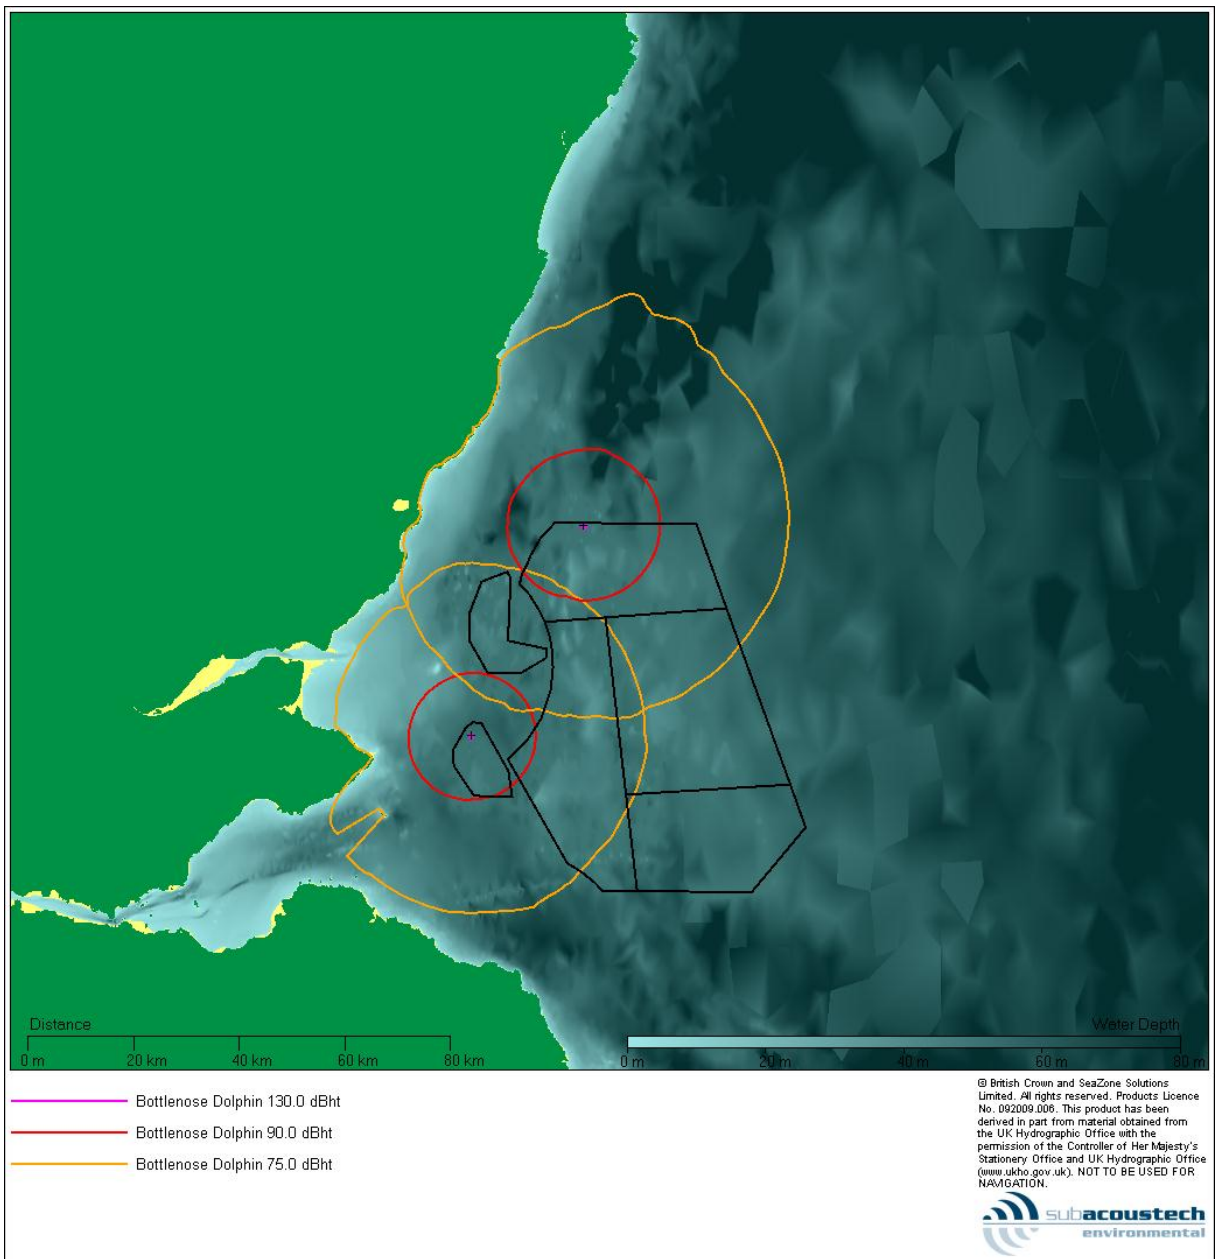 Distance
0 m 20 km 40 km 60 km 80 km
Water Depth
0 m 20 m 40 m 60 m 80 m
Bottlenose Dolphin 130.0 dBht
Bottlenose Dolphin 90.0 dBht
Bottlenose Dolphin 75.0 dBht
© British Crown and SeaZone Solutions
Limited. All rights reserved. Products Licence
No. 092009.006. This product has been
derived in part from material obtained from
the UK Hydrographic Office with the
permission of the Controller of Her Majesty's
Stationery Office and UK Hydrographic Office
(www.ukho.gov.uk). NOT TO BE USED FOR
NAVIGATION.
subacoustech
environmental